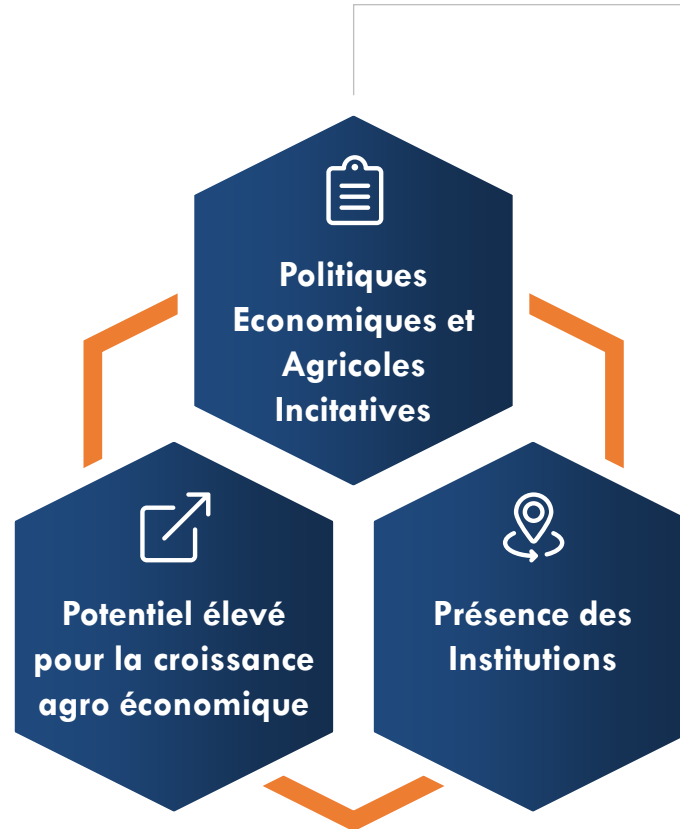 Politiques
Economiques et
Agricoles
Incitatives
Potentiel élevé
pour la croissance
agro économique
Présence des
Institutions